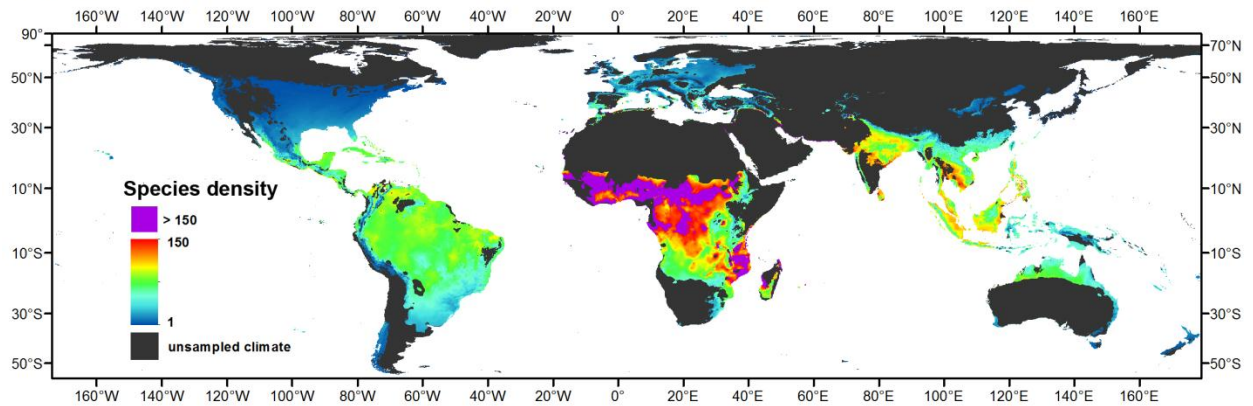 160°W 140°W 120°W 100°W 80°W 60°W 40°W 20°W 0° 20°E 40°E 60°E 80°E 100°E 120°E 140°E 160°E
90° 70°N
50°N 50°N
30°N 30°N
10°N 10°N
10°S 10°S
30°S 30°S
50°S 50°S
Species density
> 150
150
1
unsampled climate
160°W 140°W 120°W 100°W 80°W 60°W 40°W 20°W 0° 20°E 40°E 60°E 80°E 100°E 120°E 140°E 160°E